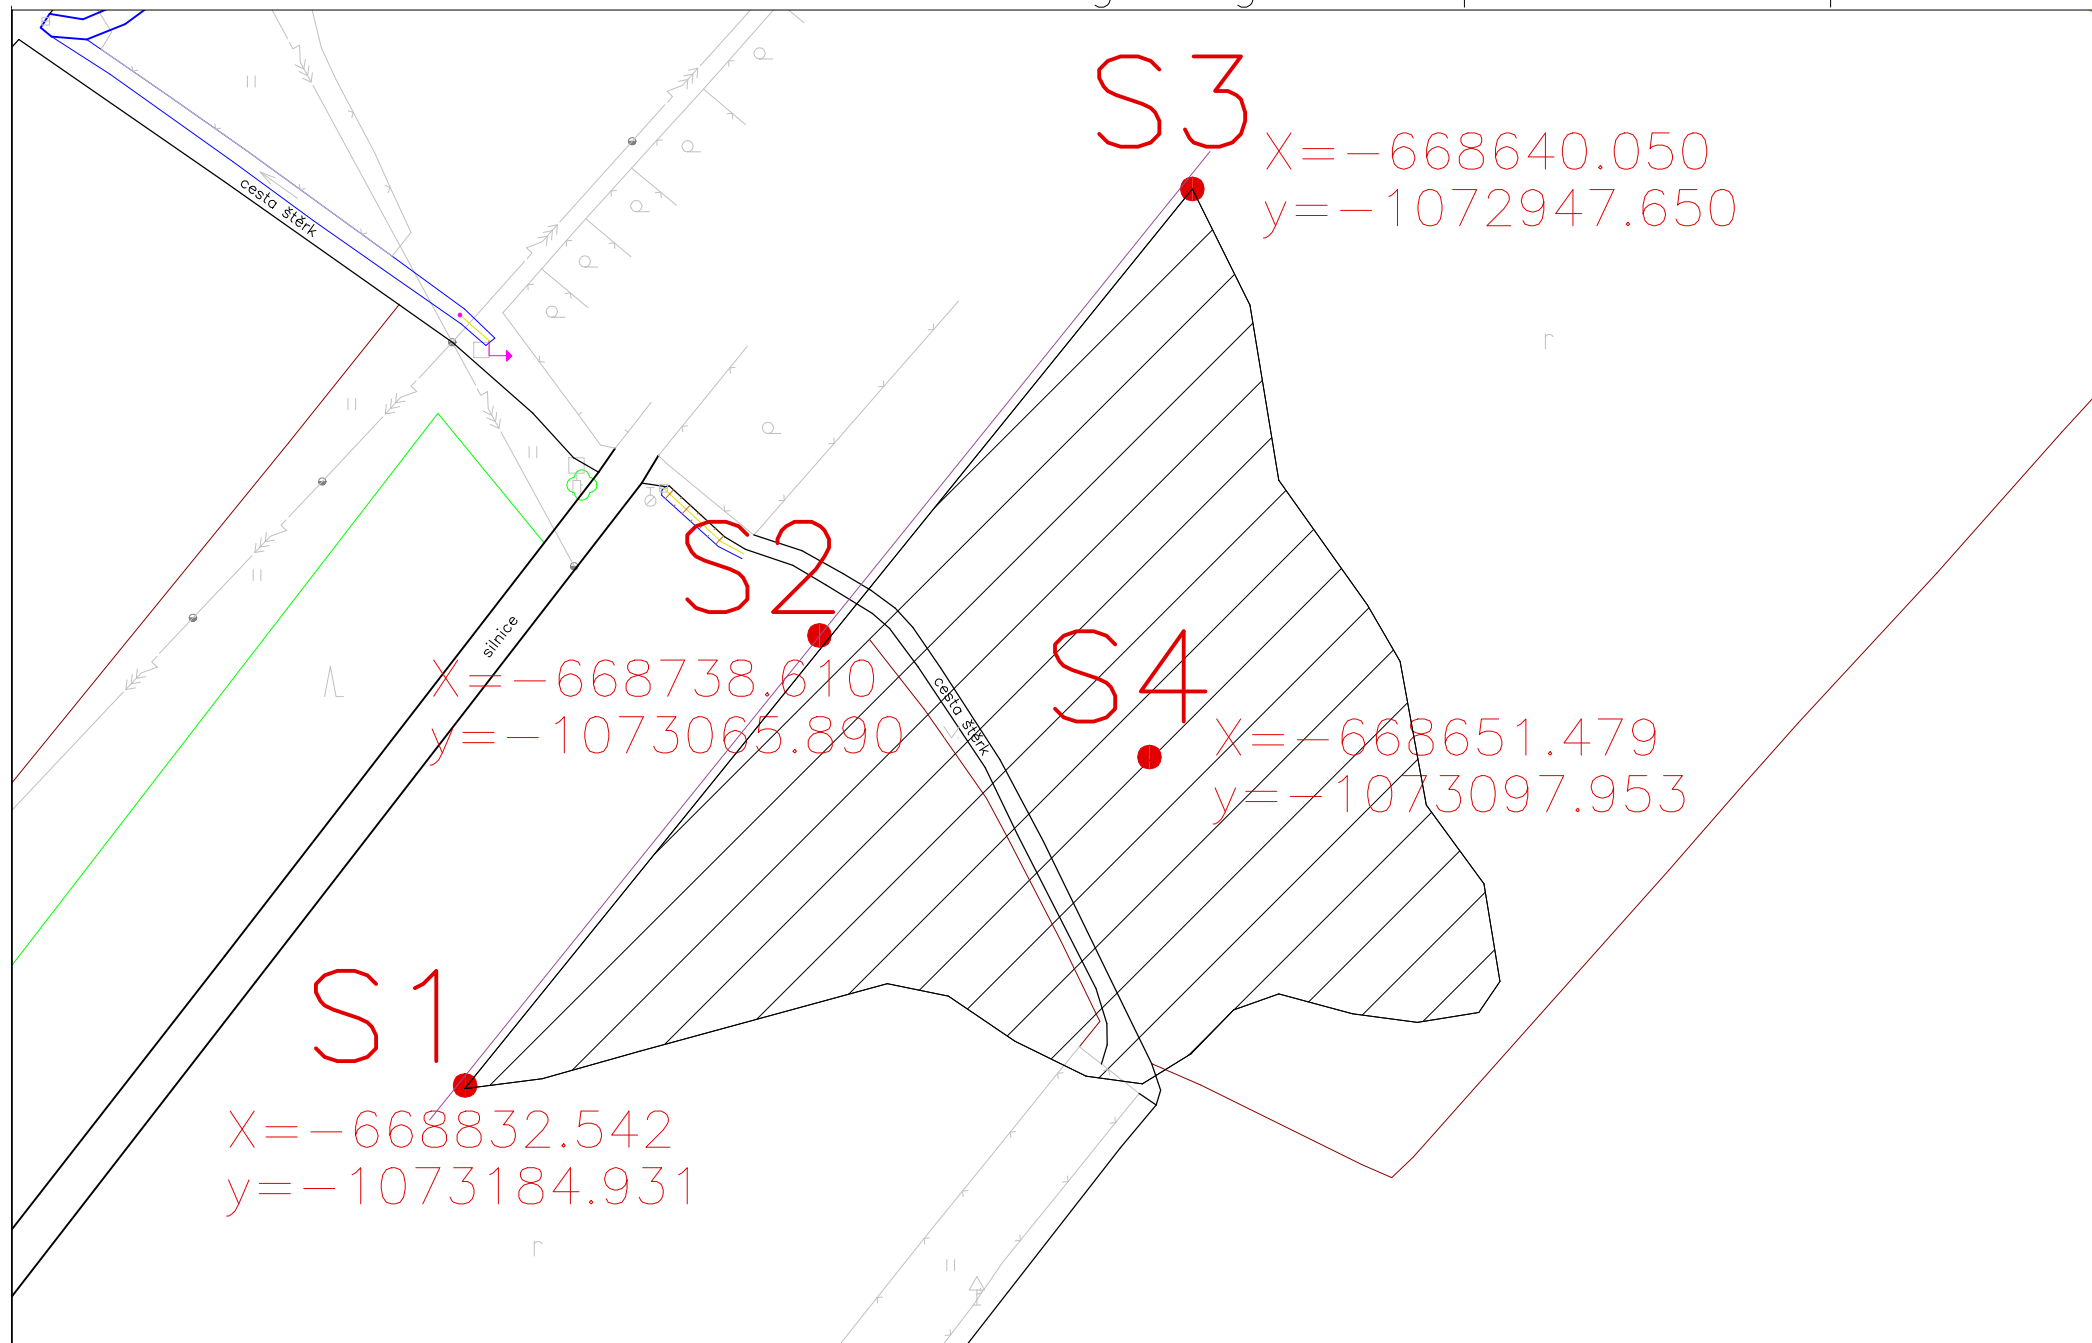 S3
X=-668640.050
y=-1072947.650
cesta štěrk
S2
X=-668738.610
y=-1073065.890
silnice
cesta štěrk
S4
X=-668651.479
y=-1073097.953
S1
X=-668832.542
y=-1073184.931
r
r